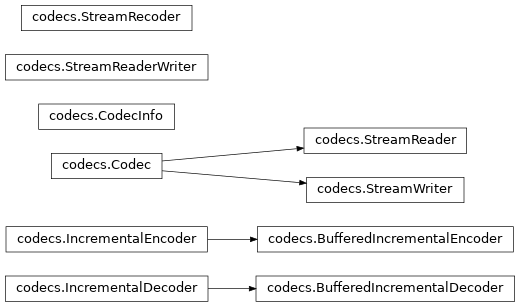 codecs.StreamRecoder
codecs.StreamReaderWriter
codecs.CodecInfo
codecs.StreamReader
codecs.Codec
codecs.StreamWriter
codecs.IncrementalEncoder
codecs.BufferedIncrementalEncoder
codecs.IncrementalDecoder
codecs.BufferedIncrementalDecoder